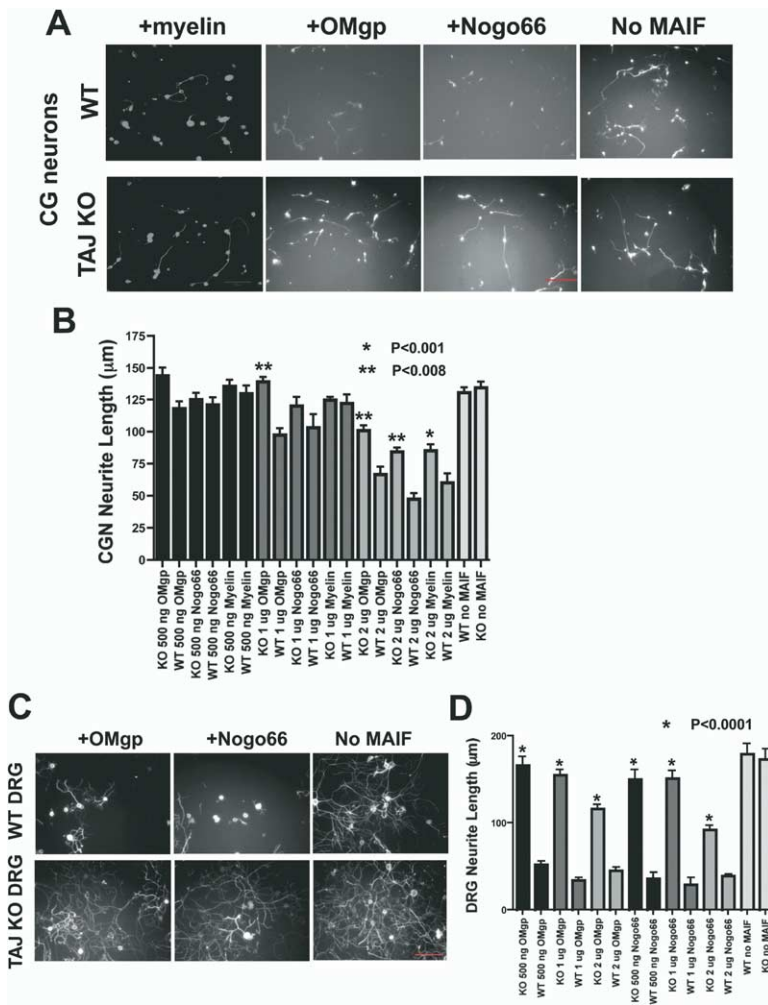 A
+myelin +OMgp +Nogo66 No MAIF
CG neurons
WT
TAJ KO
B
CGN Neurite Length (µm)
175
150
125
100
75
50
25
0
* P<0.001
** P<0.008
**
**
**
*
KO 500 ng OMgp
WT 500 ng OMgp
KO 500 ng Nogo66
WT 500 ng Nogo66
KO 500 ng Myelin
WT 500 ng Myelin
KO 1 ug OMgp
WT 1 ug OMgp
KO 1 ug Nogo66
WT 1 ug Nogo66
KO 1 ug Myelin
WT 1 ug Myelin
KO 2 ug OMgp
WT 2 ug OMgp
KO 2 ug Nogo66
WT 2 ug Nogo66
KO 2 ug Myelin
WT 2 ug Myelin
WT no MAIF
KO no MAIF
C
+OMgp +Nogo66 No MAIF
WT DRG
TAJ KO DRG
D
* P<0.0001
DRG Neurite Length (µm)
200
100
0
*
*
*
*
*
*
KO 500 ng OMgp
WT 500 ng OMgp
KO 1 ug OMgp
WT 1 ug OMgp
KO 2 ug OMgp
WT 2 ug OMgp
KO 500 ng Nogo66
WT 500 ng Nogo66
KO 1 ug Nogo66
WT 1 ug Nogo66
KO 2 ug Nogo66
WT 2 ug Nogo66
WT no MAIF
KO no MAIF